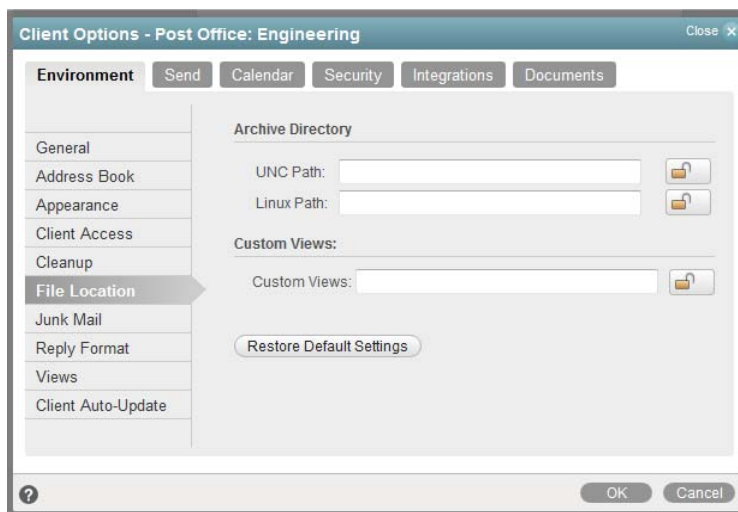 Client Options - Post Office: Engineering
Close
Environment Send Calendar Security Integrations Documents
General
Address Book
Appearance
Client Access
Cleanup
File Location
Junk Mail
Reply Format
Views
Client Auto-Update
Archive Directory
UNC Path:
Linux Path:
Custom Views:
Custom Views:
Restore Default Settings
? OK Cancel